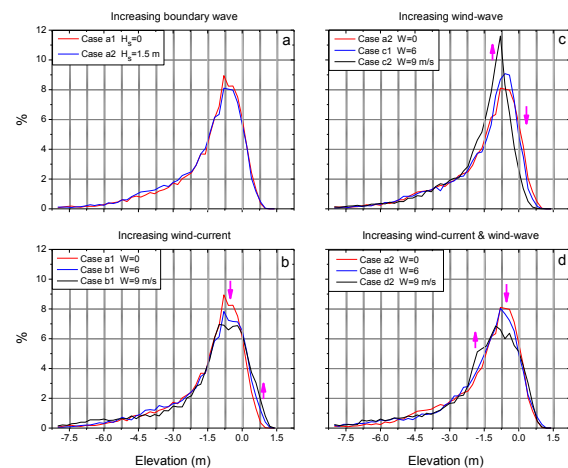 Increasing boundary wave
Case a1 Hs=0
Case a2 Hs=1.5 m
a
12
10
8
6
4
2
0
%
Increasing wind-wave
Case a2 W=0
Case c1 W=6
Case c2 W=9 m/s
c
Increasing wind-current
Case a1 W=0
Case b1 W=6
Case b1 W=9 m/s
b
12
10
8
6
4
2
0
%
-7.5 -6.0 -4.5 -3.0 -1.5 0.0 1.5
Elevation (m)
Increasing wind-current & wind-wave
Case a2 W=0
Case d1 W=6
Case d2 W=9 m/s
d
-7.5 -6.0 -4.5 -3.0 -1.5 0.0 1.5
Elevation (m)